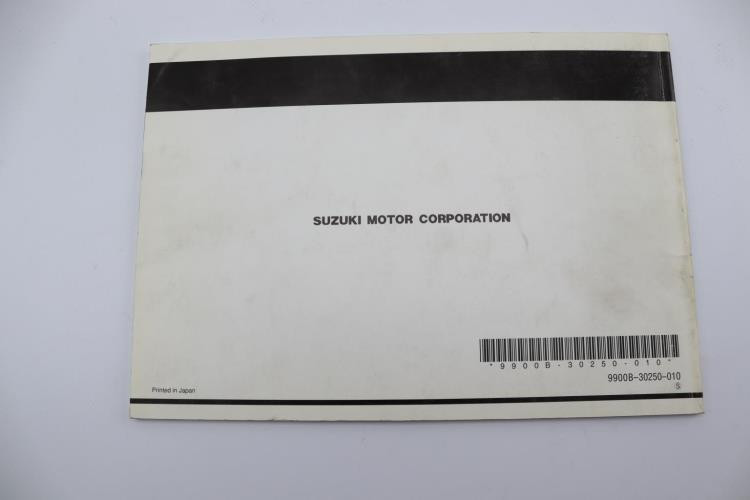 SUZUKI MOTOR CORPORATION
*9900B-30250-010*
9900B-30250-010
Ⓢ
Printed in Japan